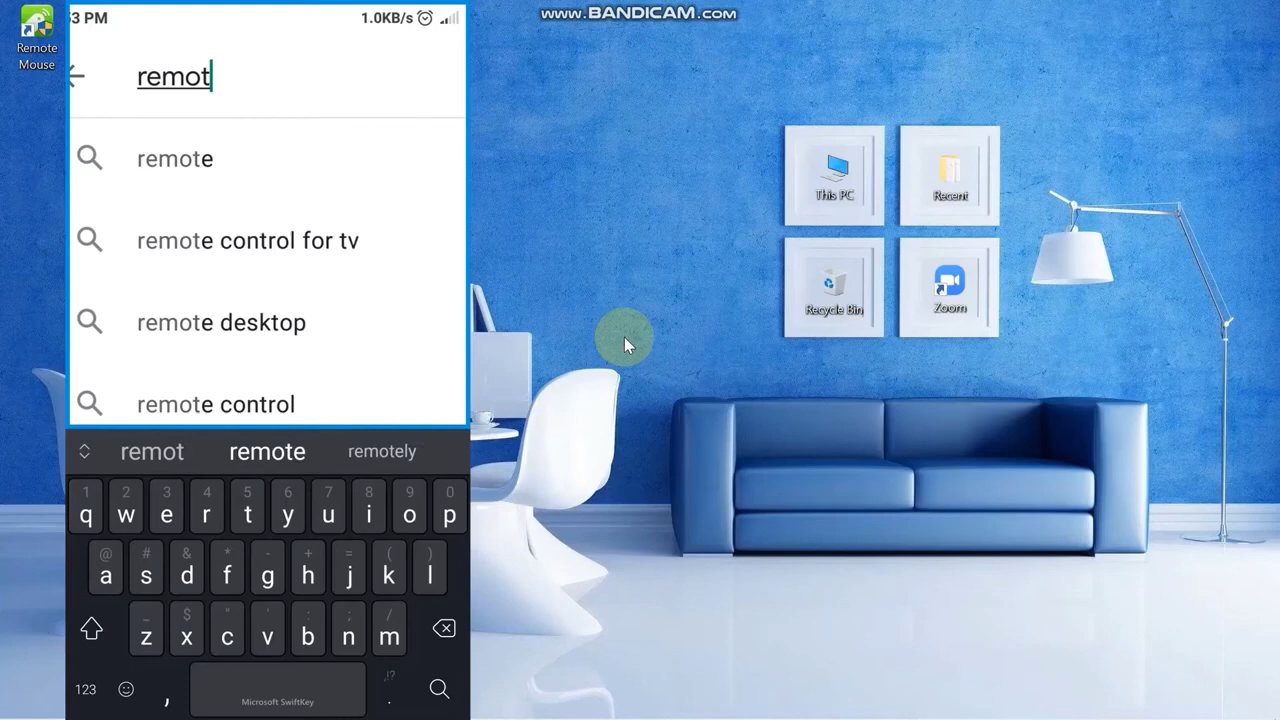 www.BANDICAM.com
Remote
Mouse
:3 PM
1.0KB/s
remot
remote
remote control for tv
remote desktop
remote control
remot remote remotely
1 2 3 4 5 6 7 8 9 0
q w e r t y u i o p
@ # & * - + = ( )
a s d f g h j k l
_ $ " ' : ; /
z x c v b n m
123 , Microsoft SwiftKey ,!? .
This PC
Recent
Recycle Bin
Zoom